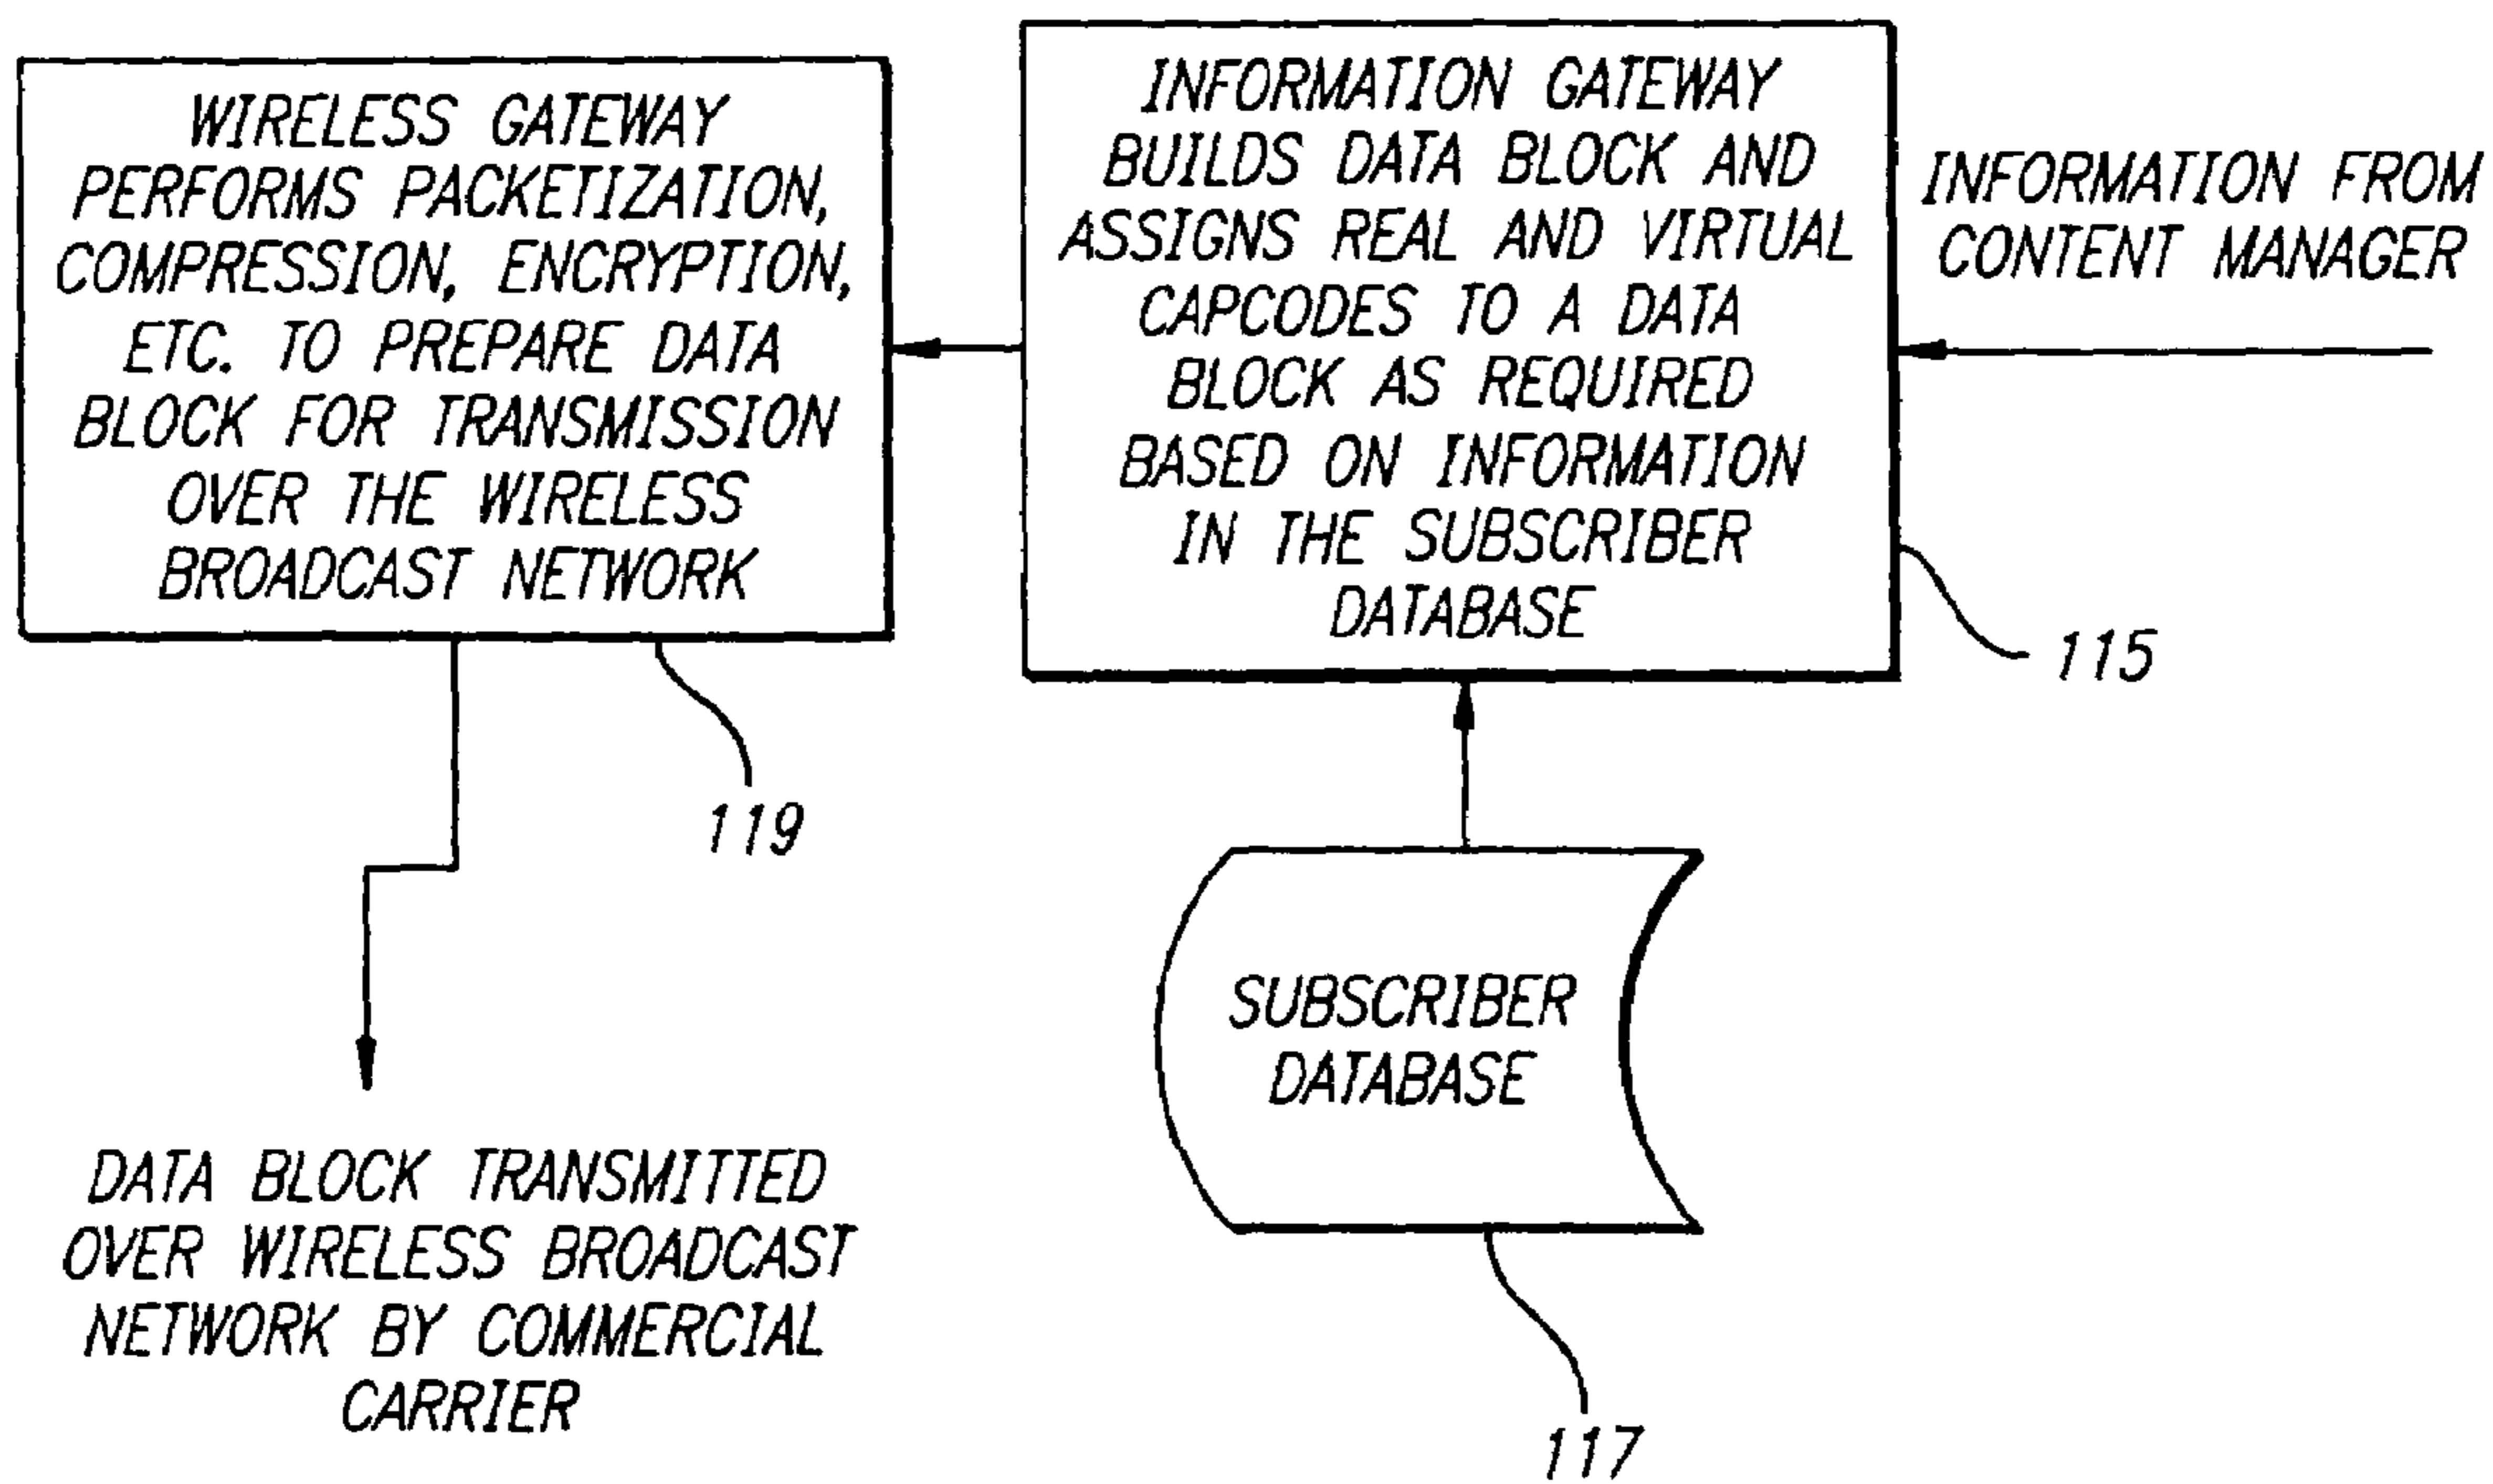 WIRELESS GATEWAY
PERFORMS PACKETIZATION,
COMPRESSION, ENCRYPTION,
ETC. TO PREPARE DATA
BLOCK FOR TRANSMISSION
OVER THE WIRELESS
BROADCAST NETWORK
INFORMATION GATEWAY
BUILDS DATA BLOCK AND
ASSIGNS REAL AND VIRTUAL
CAPCODES TO A DATA
BLOCK AS REQUIRED
BASED ON INFORMATION
IN THE SUBSCRIBER
DATABASE
INFORMATION FROM
CONTENT MANAGER
115
119
SUBSCRIBER
DATABASE
117
DATA BLOCK TRANSMITTED
OVER WIRELESS BROADCAST
NETWORK BY COMMERCIAL
CARRIER